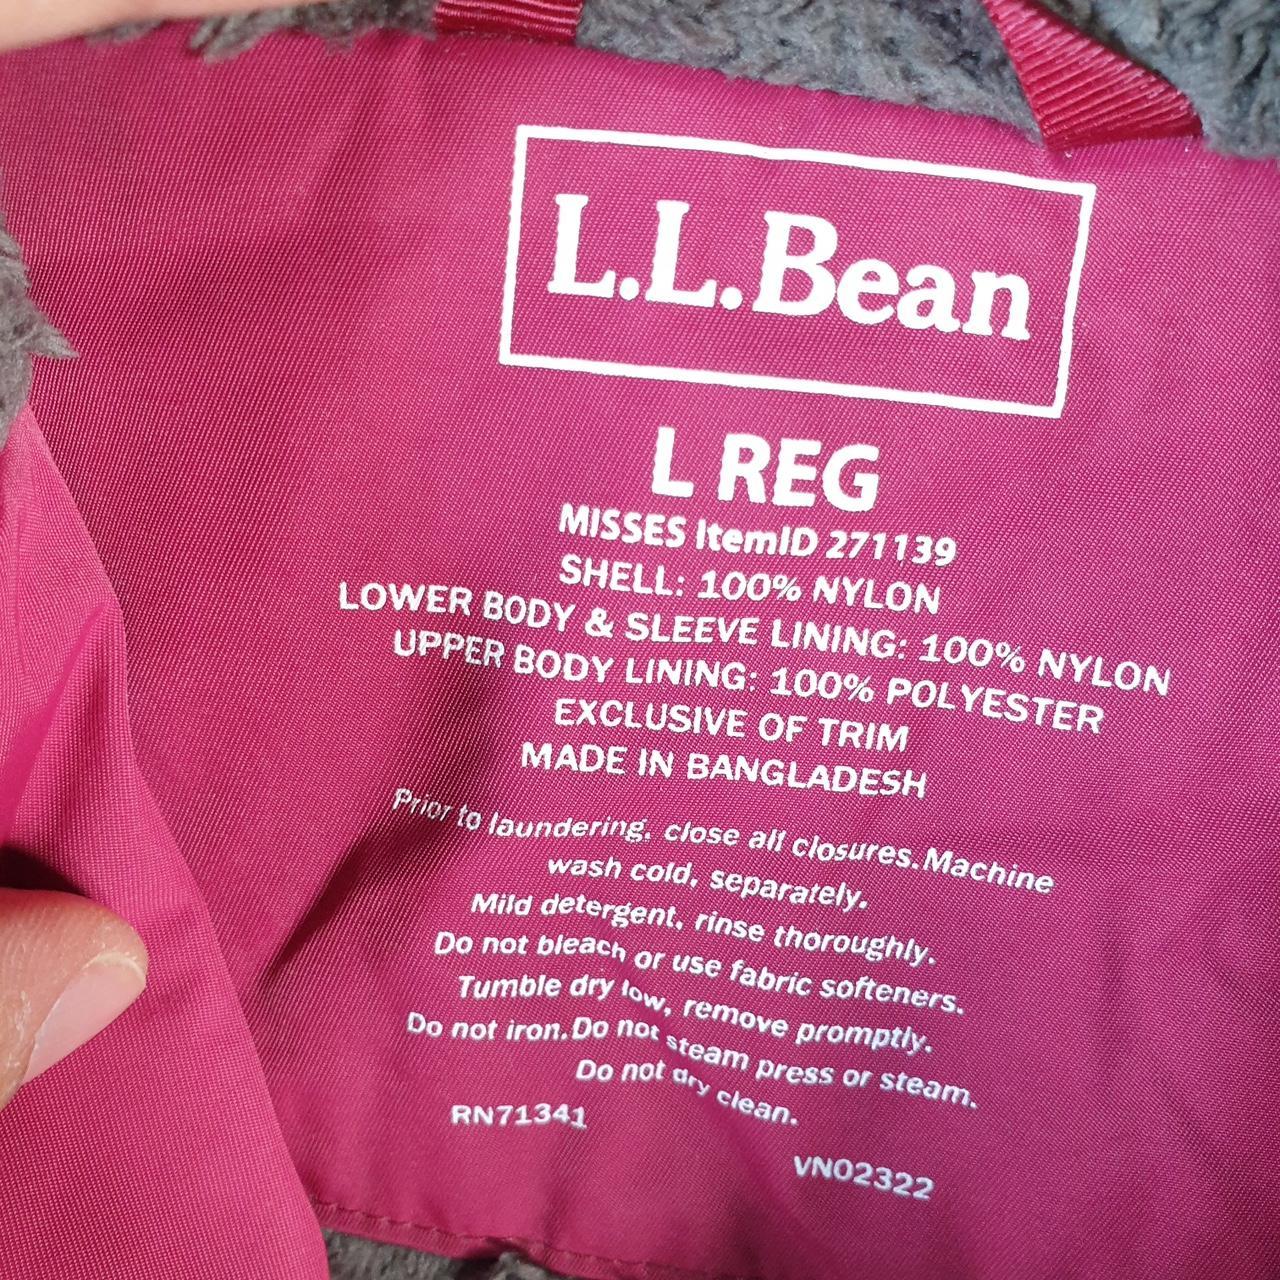 L.L.Bean
L REG
MISSES ItemID 271139
SHELL: 100% NYLON
LOWER BODY & SLEEVE LINING: 100% NYLON
UPPER BODY LINING: 100% POLYESTER
EXCLUSIVE OF TRIM
MADE IN BANGLADESH
Prior to laundering, close all closures.Machine
wash cold, separately.
Mild detergent, rinse thoroughly.
Do not bleach or use fabric softeners.
Tumble dry low, remove promptly.
Do not iron.Do not steam press or steam.
Do not dry clean.
RN71341
VN02322